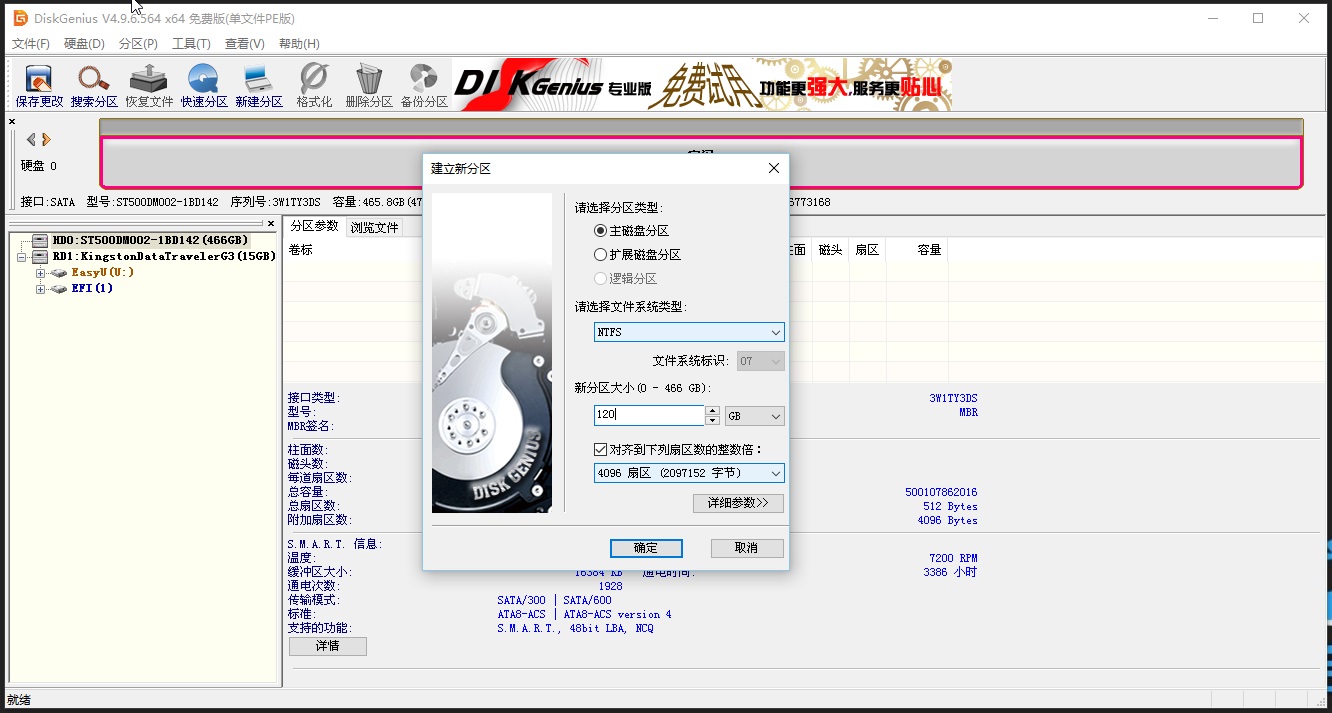 DiskGenius V4.9.6.564 x64 免费版(单文件PE版)
文件(F) 硬盘(D) 分区(P) 工具(T) 查看(V) 帮助(H)
保存更改 搜索分区 恢复文件 快速分区 新建分区 格式化 删除分区 备份分区
DISKGenius 专业版 免费试用 功能更强大,服务更贴心
硬盘 0
接口:SATA 型号:ST500DM002-1BD142 序列号:3W1TY3DS 容量:465.8GB(47 6773168
HD0:ST500DM002-1BD142(466GB)
RD1:KingstonDataTravelerG3(15GB)
EasyU(U:)
EFI(1)
分区参数 浏览文件
卷标 柱面 磁头 扇区 容量
接口类型:
型号: 3W1TY3DS
MBR签名: MBR
柱面数:
磁头数:
每道扇区数:
总容量: 500107862016
总扇区数: 512 Bytes
附加扇区数: 4096 Bytes
S.M.A.R.T. 信息:
温度: 7200 RPM
缓冲区大小: 16384 KB 通电时间: 3386 小时
通电次数: 1928
传输模式: SATA/300 | SATA/600
标准: ATA8-ACS | ATA8-ACS version 4
支持的功能: S.M.A.R.T., 48bit LBA, NCQ
详情
就绪
建立新分区
DISK GENIUS
请选择分区类型:
主磁盘分区
扩展磁盘分区
逻辑分区
请选择文件系统类型:
NTFS
文件系统标识: 07
新分区大小(0 - 466 GB):
120 GB
对齐到下列扇区数的整数倍：
4096 扇区 (2097152 字节)
详细参数>>
确定 取消